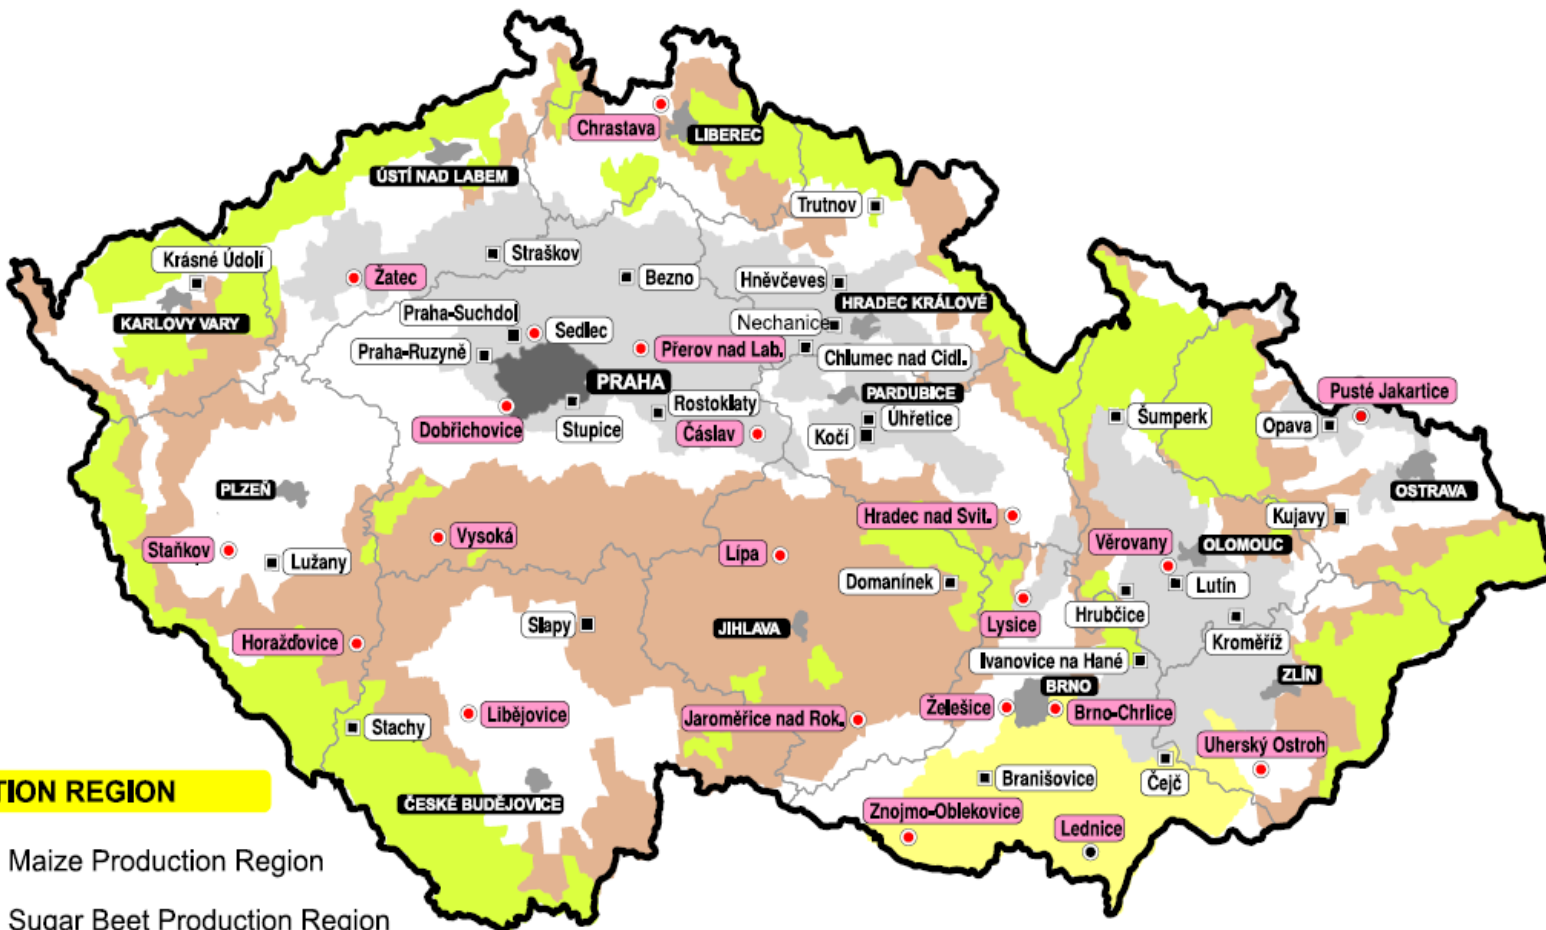 Chrastava
LIBEREC
ÚSTÍ NAD LABEM
Trutnov
Krásné Údolí
Straškov
Žatec
Bezno
Hněvčeves
HRADEC KRÁLOVÉ
KARLOVY VARY
Praha-Suchdol
Sedlec
Nechanice
Praha-Ruzyně
Přerov nad Lab.
Chlumec nad Cidl.
PRAHA
PARDUBICE
Pusté Jakartice
Rostoklaty
Úhřetice
Šumperk
Opava
Dobřichovice
Stupice
Čáslav
Kočí
PLZEŇ
OSTRAVA
Hradec nad Svit.
Kujavy
Vysoká
Věrovany
OLOMOUC
Staňkov
Lužany
Lípa
Domanínek
Lutín
Hrubčice
Slapy
JIHLAVA
Lysice
Kroměříž
Horažďovice
Ivanovice na Hané
ZLÍN
BRNO
Libějovice
Jaroměřice nad Rok.
Želešice
Brno-Chrlice
Stachy
Uherský Ostroh
Branišovice
Čejč
TION REGION
ČESKÉ BUDĚJOVICE
Znojmo-Oblekovice
Lednice
Maize Production Region
Sugar Beet Production Region